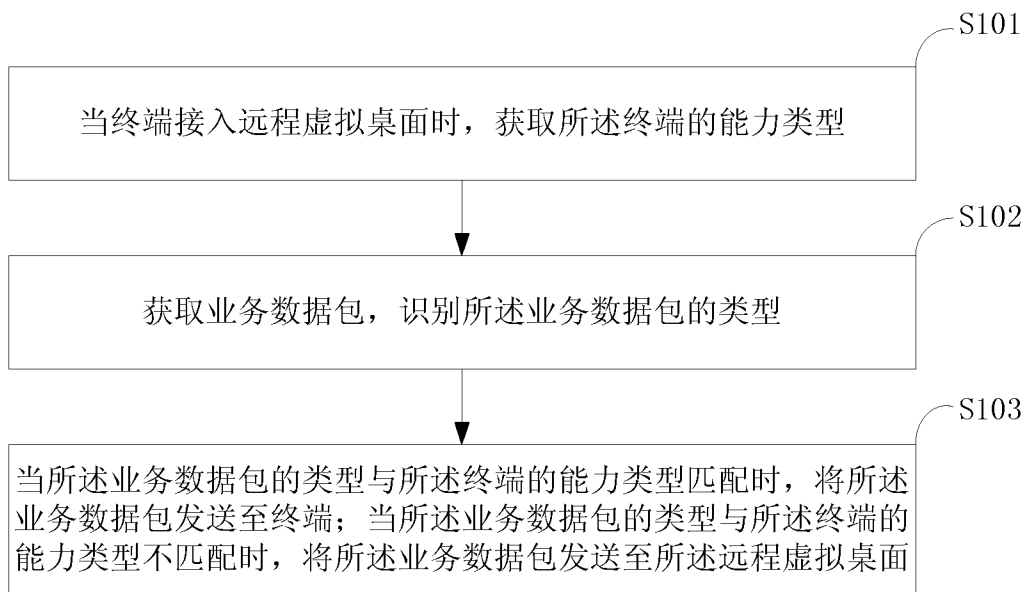 S101
当终端接入远程虚拟桌面时，获取所述终端的能力类型
S102
获取业务数据包，识别所述业务数据包的类型
S103
当所述业务数据包的类型与所述终端的能力类型匹配时，将所述
业务数据包发送至终端；当所述业务数据包的类型与所述终端的
能力类型不匹配时，将所述业务数据包发送至所述远程虚拟桌面